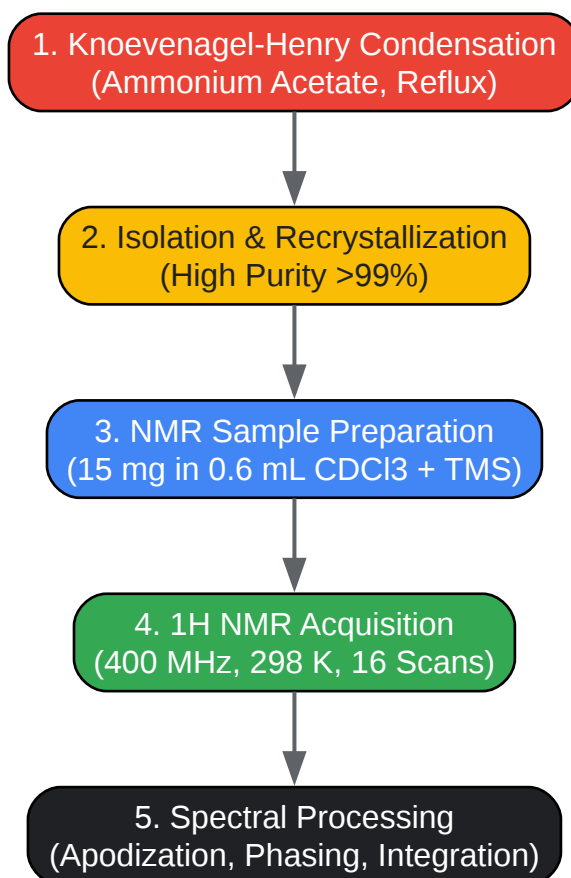 1. Knoevenagel-Henry Condensation
(Ammonium Acetate, Reflux)
2. Isolation & Recrystallization
(High Purity >99%)
3. NMR Sample Preparation
(15 mg in 0.6 mL CDCl3 + TMS)
4. 1H NMR Acquisition
(400 MHz, 298 K, 16 Scans)
5. Spectral Processing
(Apodization, Phasing, Integration)